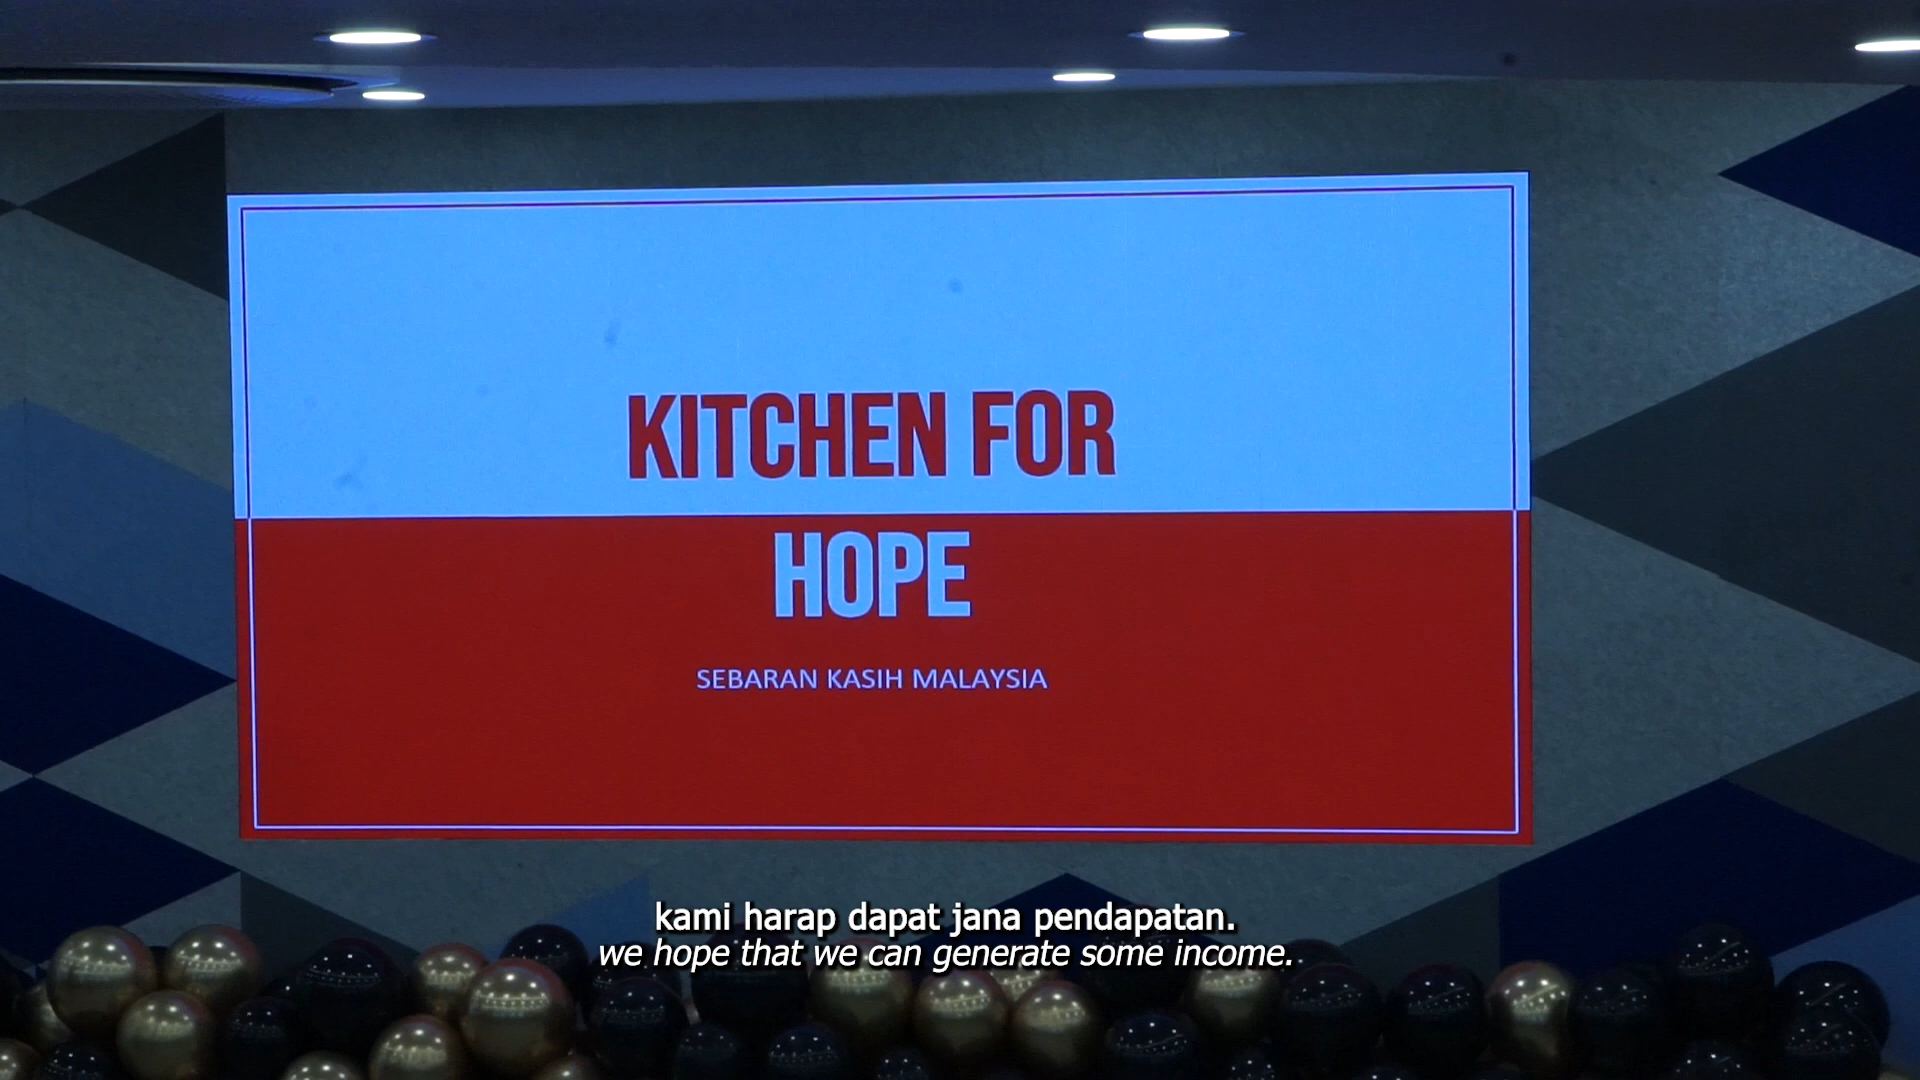 KITCHEN FOR
HOPE
SEBARAN KASIH MALAYSIA
kami harap dapat jana pendapatan.
we hope that we can generate some income.